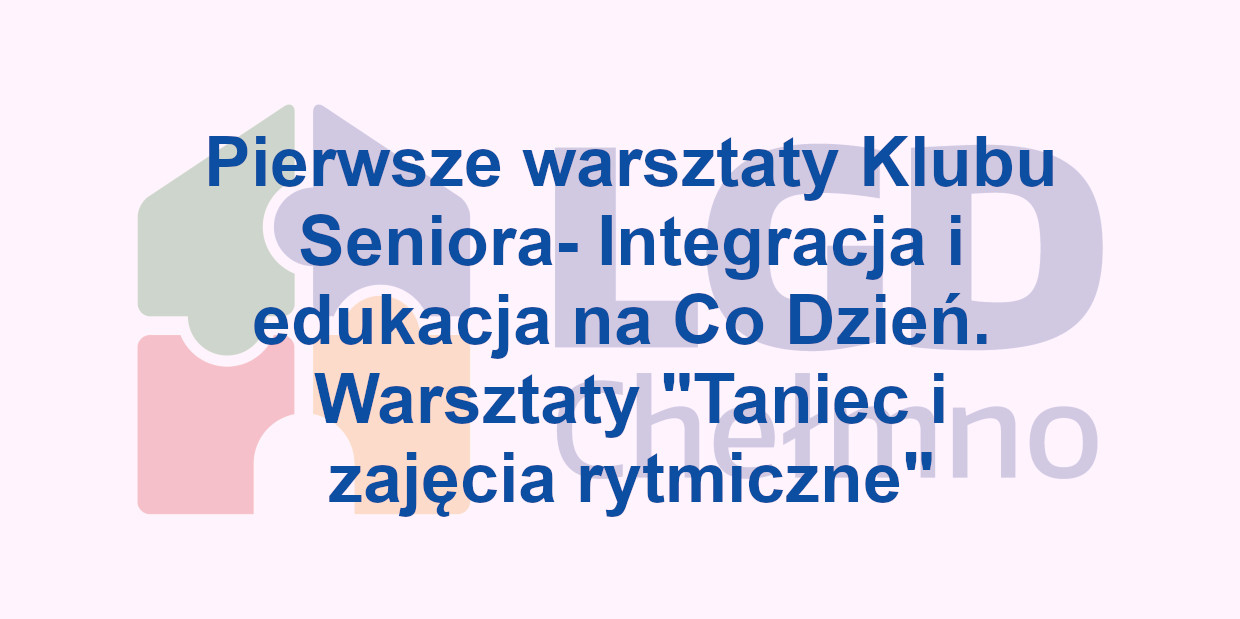 Pierwsze warsztaty Klubu
Seniora- Integracja i
edukacja na Co Dzień.
Warsztaty "Taniec i
zajęcia rytmiczne"
LGD
Chełmno